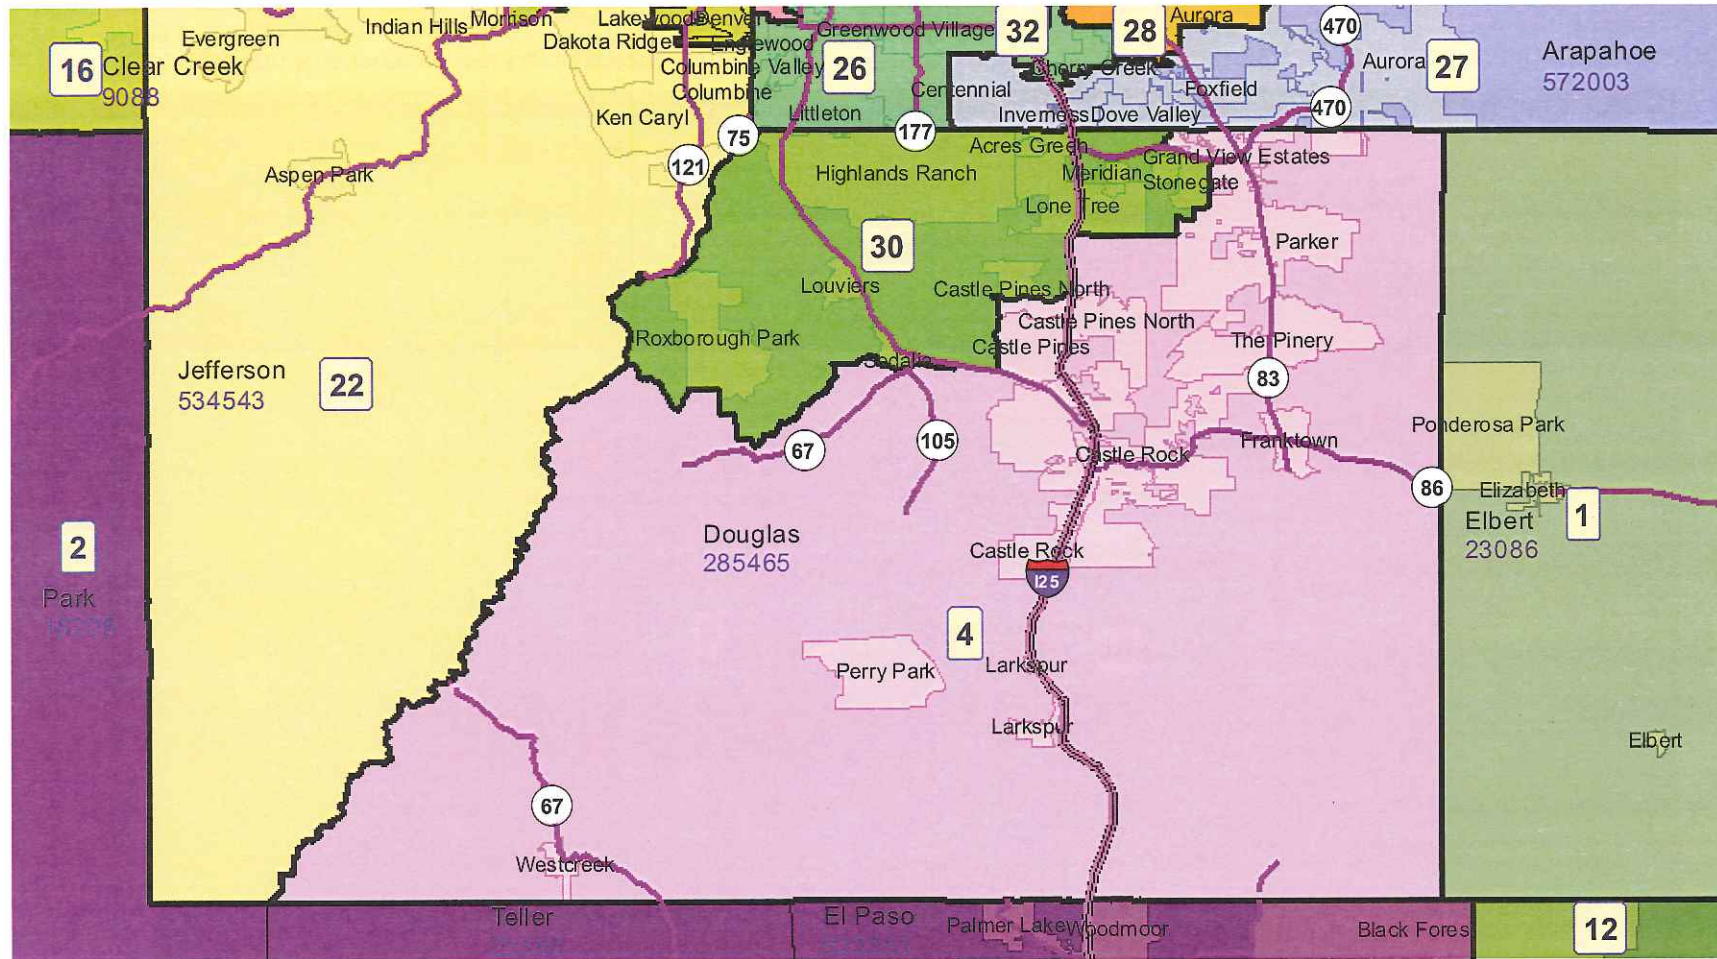 16
Clear Creek
9088
Evergreen
Indian Hills
Morrison
Lakewood
Denver
Dakota Ridge
Englewood
Greenwood Village
32
28
Aurora
470
Columbine Valley
26
Cherry Creek
Aurora
27
Arapahoe
572003
Columbine
Centennial
Foxfield
Ken Caryl
Littleton
Inverness
Dove Valley
470
75
177
121
Acres Green
Grand View Estates
Aspen Park
Highlands Ranch
Meridian
Stonegate
Lone Tree
30
Parker
Louviers
Castle Pines North
Castle Pines North
Roxborough Park
Castle Pines
The Pinery
Sedalia
Jefferson
534543
22
83
67
105
Castle Rock
Franktown
Ponderosa Park
86
Elizabeth
Elbert
23086
1
2
Park
Douglas
285465
Castle Rock
I25
4
Perry Park
Larkspur
Larkspur
Elbert
67
Westcreek
Teller
El Paso
Palmer Lake
Woodmoor
Black Fores
12